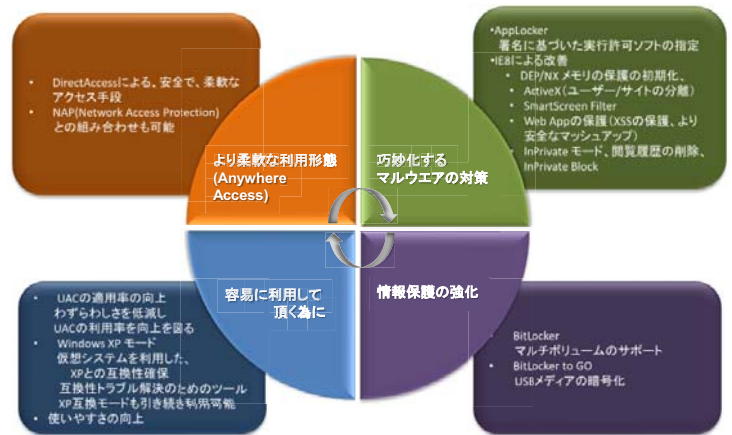 • DirectAccessによる、安全で、柔軟な
アクセス手段
• NAP(Network Access Protection)
との組み合わせも可能
•AppLocker
署名に基づいた実行許可ソフトの指定
•IE8による改善
• DEP/NX メモリの保護の初期化、
• ActiveX(ユーザー/サイトの分離)
• SmartScreen Filter
• Web Appの保護(XSSの保護、より
安全なマッシュアップ)
• InPrivate モード、閲覧履歴の削除、
InPrivate Block
より柔軟な利用形態
(Anywhere
Access)
巧妙化する
マルウエアの対策
容易に利用して
頂く為に
情報保護の強化
• UACの適用率の向上
わずらわしさを低減し
UACの利用率を向上を図る
• Windows XP モード
仮想システムを利用した、
XPとの互換性確保
互換性トラブル解決のためのツール
XP互換モードも引き続き利用可能
• 使いやすさの向上
• BitLocker
マルチボリュームのサポート
• BitLocker to GO
USBメディアの暗号化